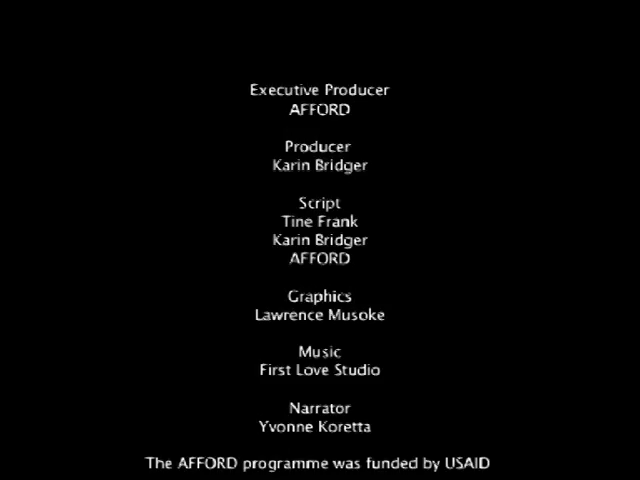 Executive Producer
AFFORD
Producer
Karin Bridger
Script
Tine Frank
Karin Bridger
AFFORD
Graphics
Lawrence Musoke
Music
First Love Studio
Narrator
Yvonne Koretta
The AFFORD programme was funded by USAID